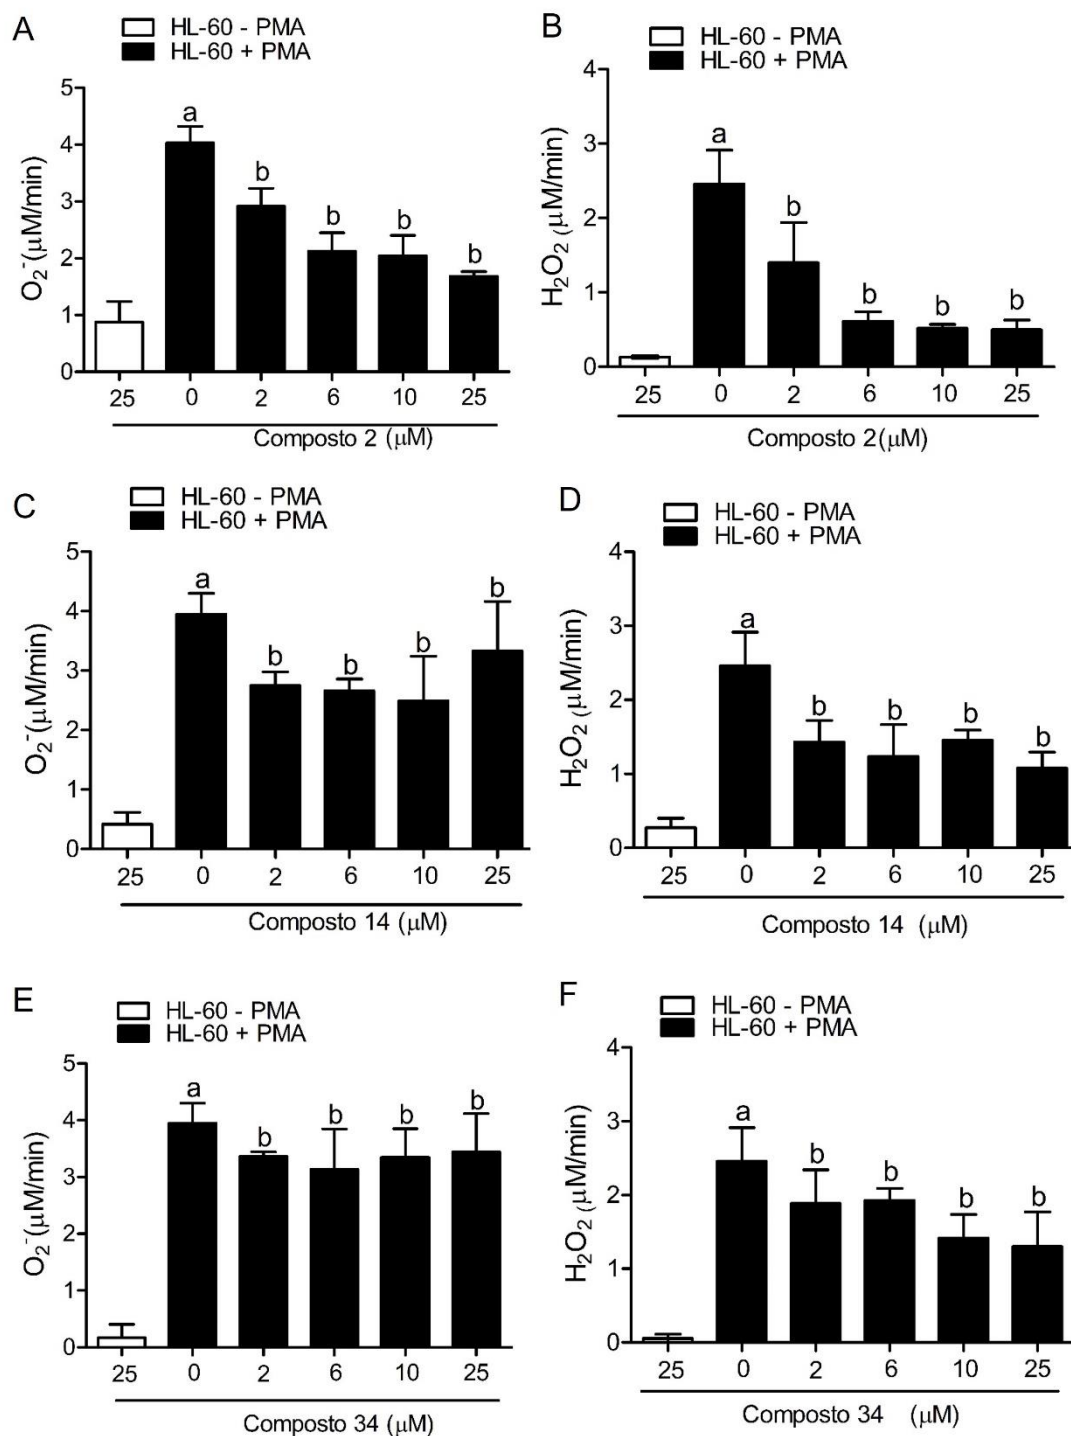 A
HL-60 - PMA
HL-60 + PMA
O₂⁻(μM/min)
5
4
3
2
1
0
a
b
b
b
b
25 0 2 6 10 25
Composto 2 (μM)
B
HL-60 - PMA
HL-60 + PMA
H₂O₂ (μM/min)
4
3
2
1
0
a
b
b
b
b
25 0 2 6 10 25
Composto 2(μM)
C
HL-60 - PMA
HL-60 + PMA
O₂⁻(μM/min)
5
4
3
2
1
0
a
b
b
b
b
25 0 2 6 10 25
Composto 14 (μM)
D
HL-60 - PMA
HL-60 + PMA
H₂O₂ (μM/min)
4
3
2
1
0
a
b
b
b
b
25 0 2 6 10 25
Composto 14 (μM)
E
HL-60 - PMA
HL-60 + PMA
O₂⁻(μM/min)
5
4
3
2
1
0
a
b
b
b
b
25 0 2 6 10 25
Composto 34 (μM)
F
HL-60 - PMA
HL-60 + PMA
H₂O₂ (μM/min)
4
3
2
1
0
a
b
b
b
b
25 0 2 6 10 25
Composto 34 (μM)